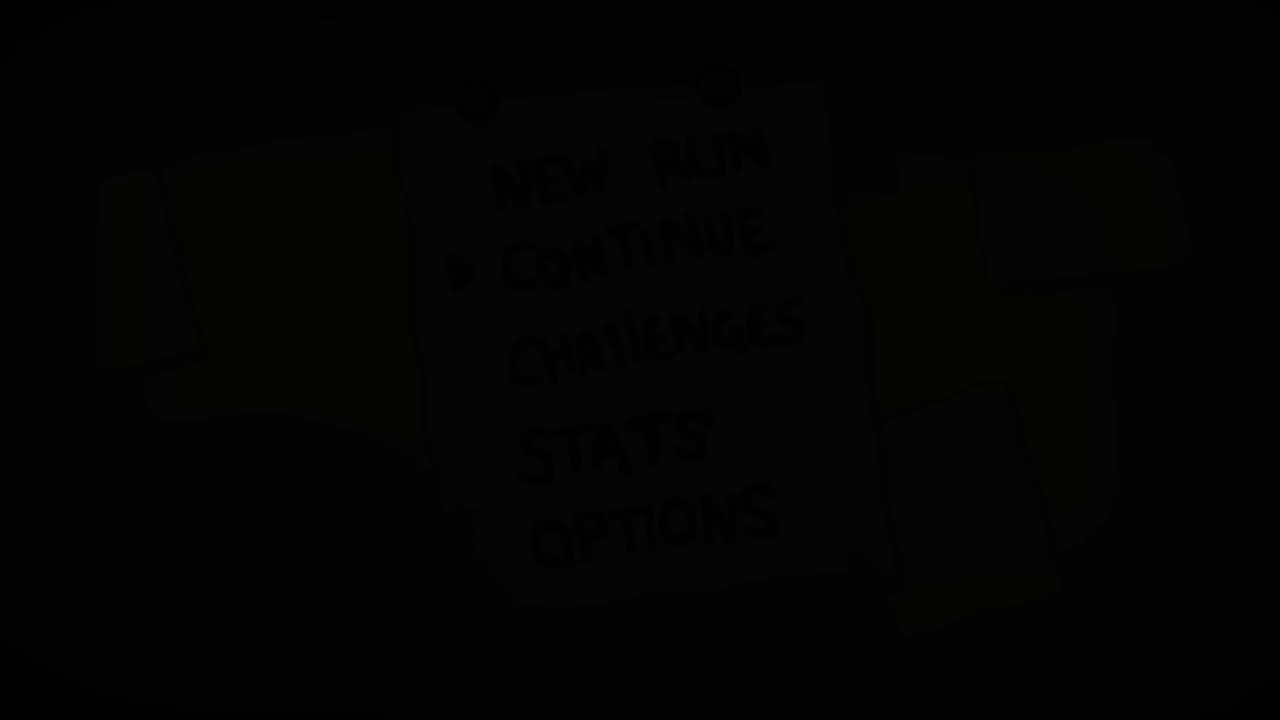 NEW RUN
CONTINUE
CHAllENGES
STATS
OPTIONS